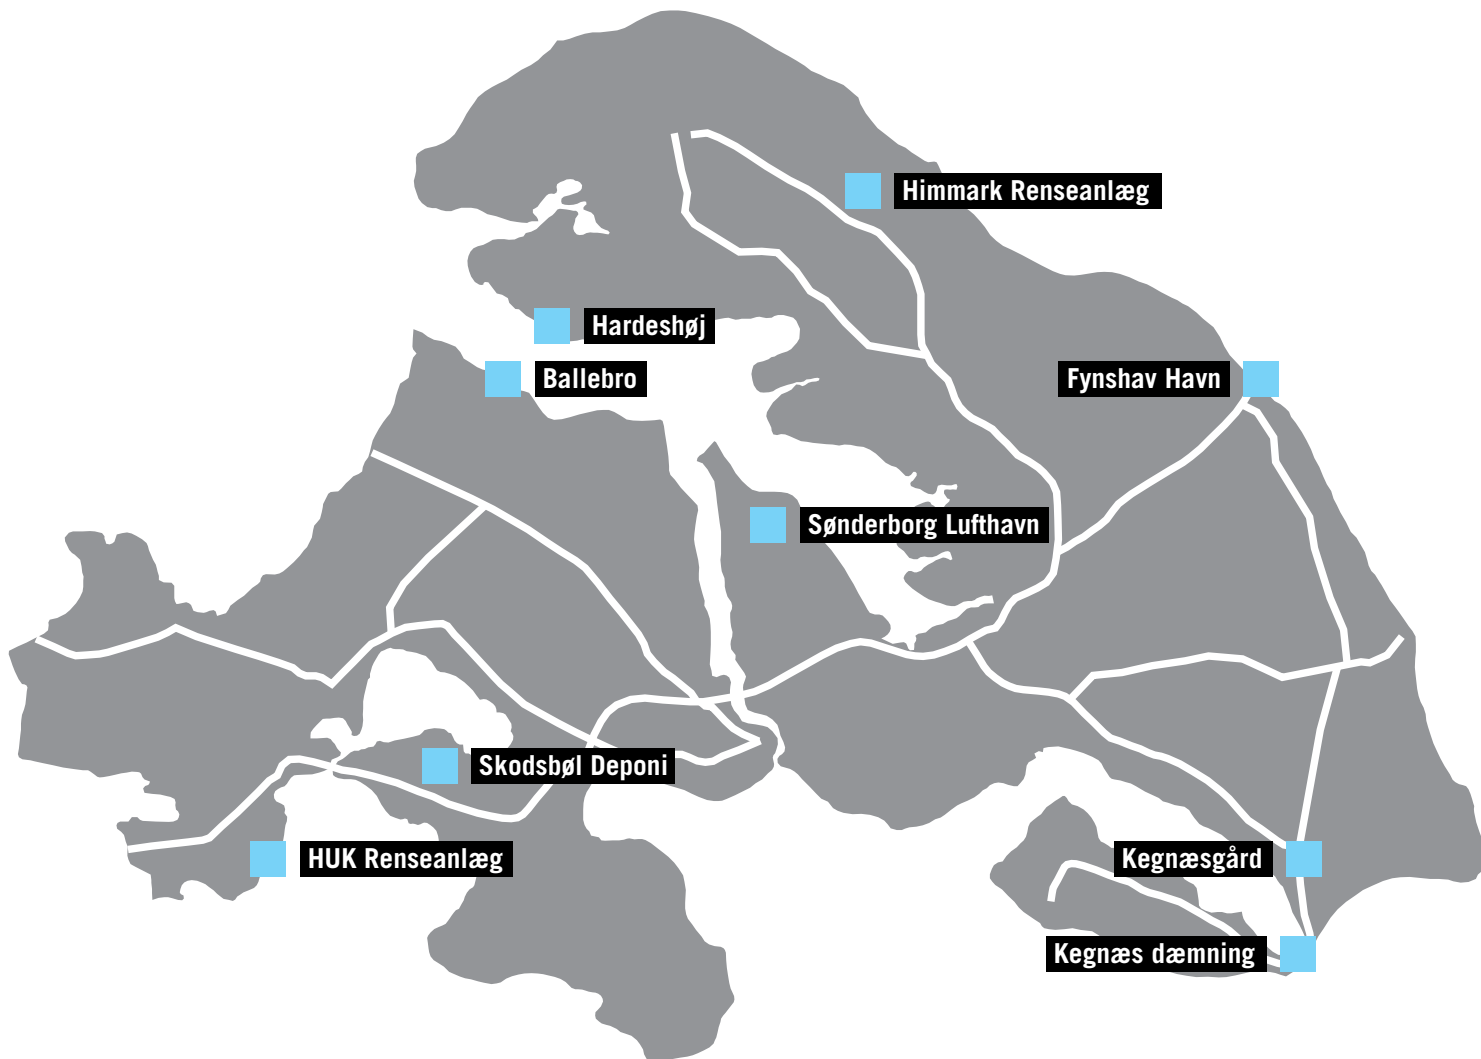 Himmark Renseanlæg
Hardeshøj
Ballebro
Fynshav Havn
Sønderborg Lufthavn
Skodsbøl Deponi
HUK Renseanlæg
Kegnæsgård
Kegnæs dæmning